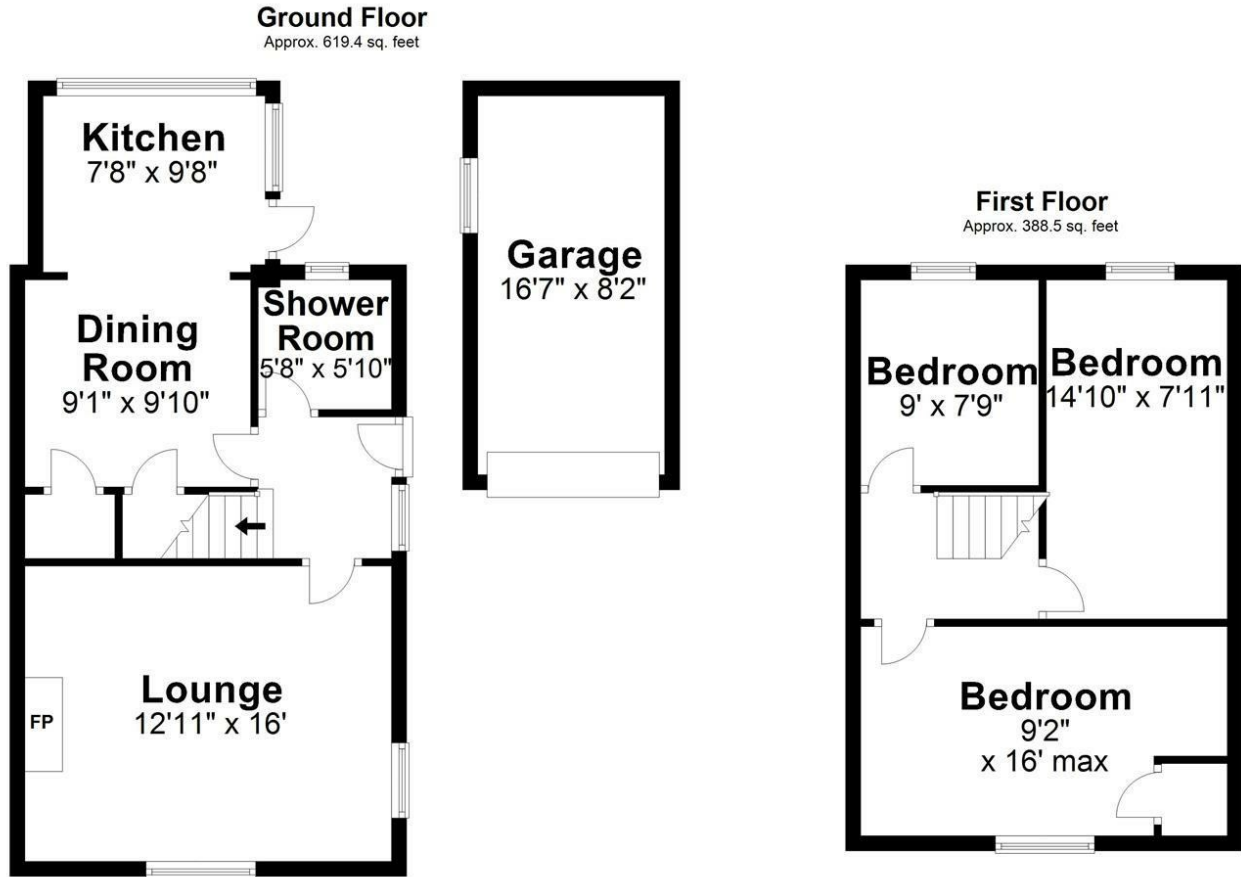 Ground Floor
Approx. 619.4 sq. feet
Kitchen
7'8" x 9'8"
Garage
16'7" x 8'2"
Shower
Room
5'8" x 5'10"
Dining
Room
9'1" x 9'10"
Lounge
12'11" x 16'
FP
First Floor
Approx. 388.5 sq. feet
Bedroom
9' x 7'9"
Bedroom
14'10" x 7'11"
Bedroom
9'2"
x 16' max